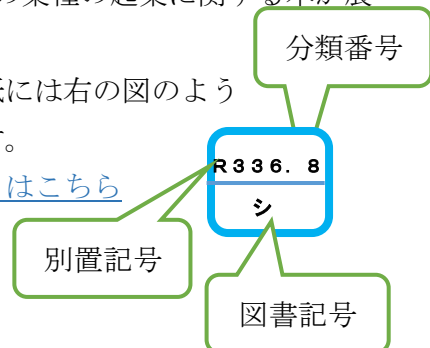 の業種の起業に関する本が展
分類番号
には右の図のよう
。
はこちら
R336. 8
シ
別置記号
図書記号